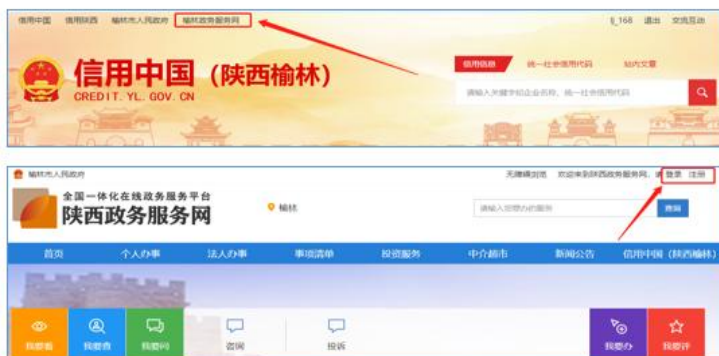 信用中国 信用陕西 榆林市人民政府 榆林政务服务网 退出 交流互动
信用中国(陕西榆林)
CREDIT. YL. GOV. CN
信用信息 统一社会信用代码 站内文章
请输入关键字如企业名称、统一社会信用代码
榆林市人民政府 无障碍浏览 欢迎来到陕西政务服务网, 请 登录 注册
全国一体化在线政务服务平台
陕西政务服务网
榆林
请输入您想办的服务 查询
首页 个人办事 法人办事 事项清单 投资服务 中介超市 新闻公告 信用中国(陕西榆林)
我要看 我要查 我要问 咨询 投诉 我要办 我要评